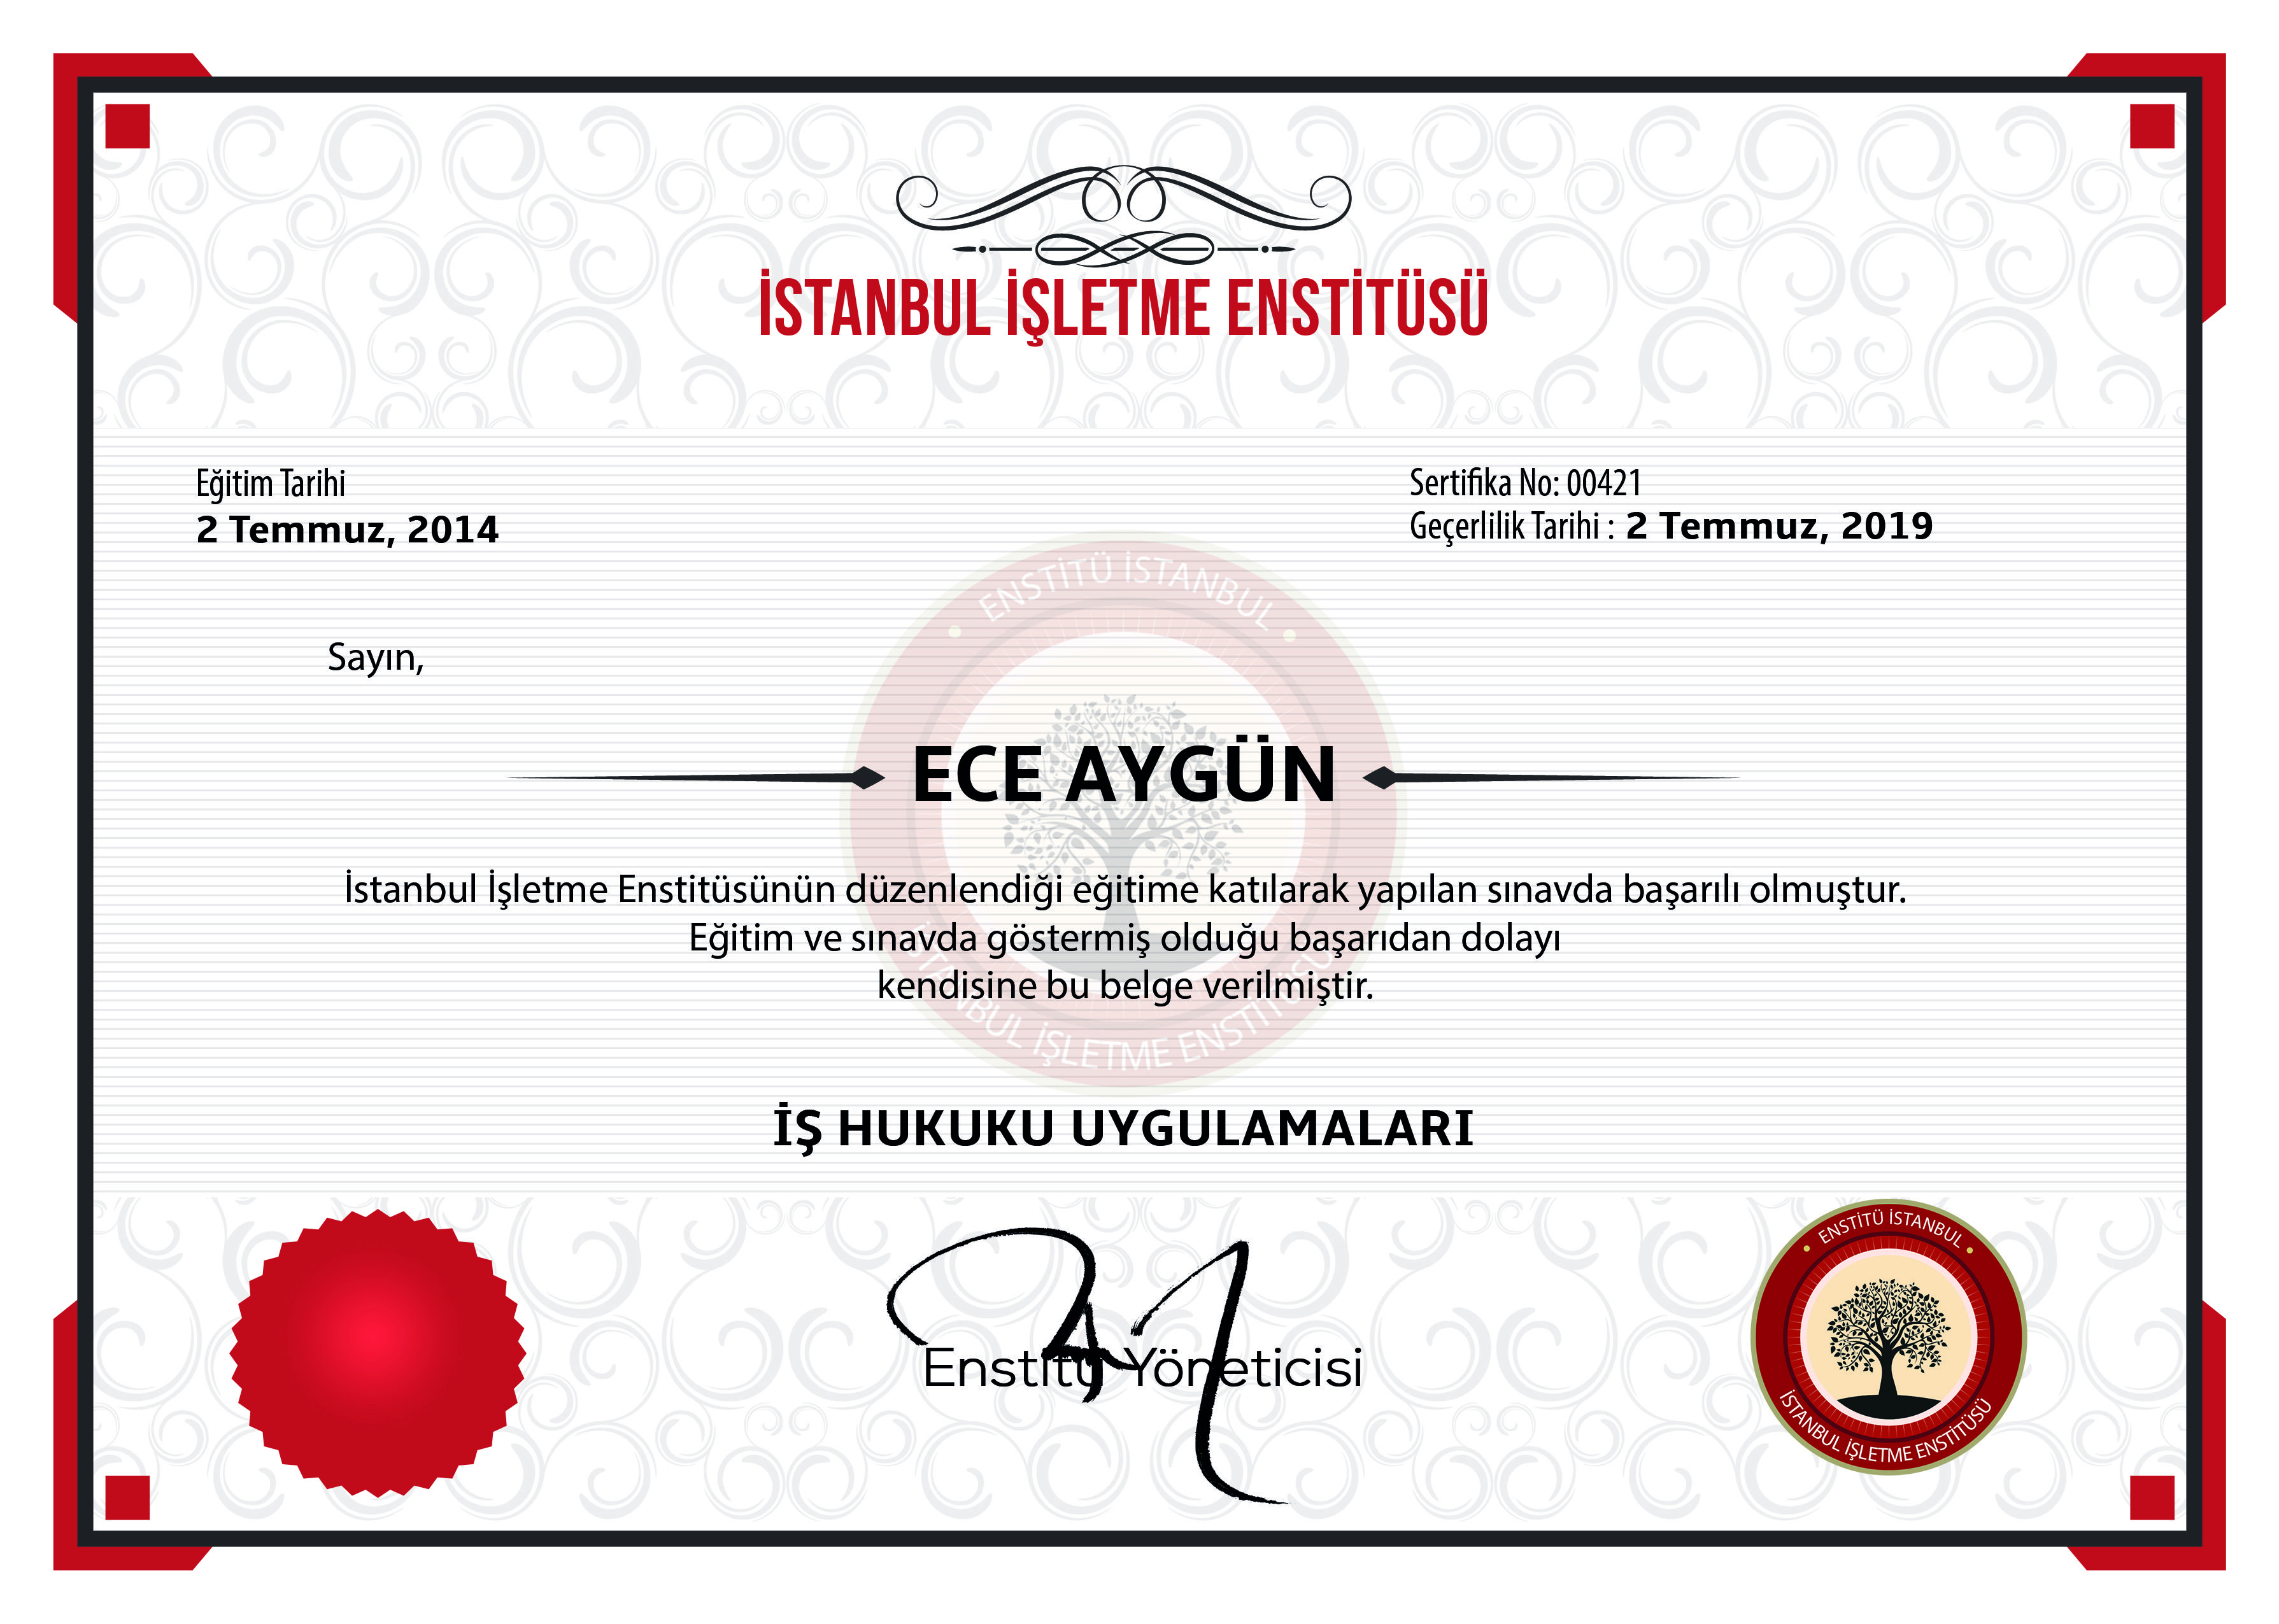 İSTANBUL İŞLETME ENSTİTÜSÜ
Eğitim Tarihi
2 Temmuz, 2014
Sertifika No: 00421
Geçerlilik Tarihi : 2 Temmuz, 2019
Sayın,
ENSTİTÜ İSTANBUL
ECE AYGÜN
İstanbul İşletme Enstitüsünün düzenlendiği eğitime katılarak yapılan sınavda başarılı olmuştur.
Eğitim ve sınavda göstermiş olduğu başarıdan dolayı
kendisine bu belge verilmiştir.
İSTANBUL İŞLETME ENSTİTÜSÜ
İŞ HUKUKU UYGULAMALARI
Enstitü Yöneticisi
ENSTİTÜ İSTANBUL
İSTANBUL İŞLETME ENSTİTÜSÜ